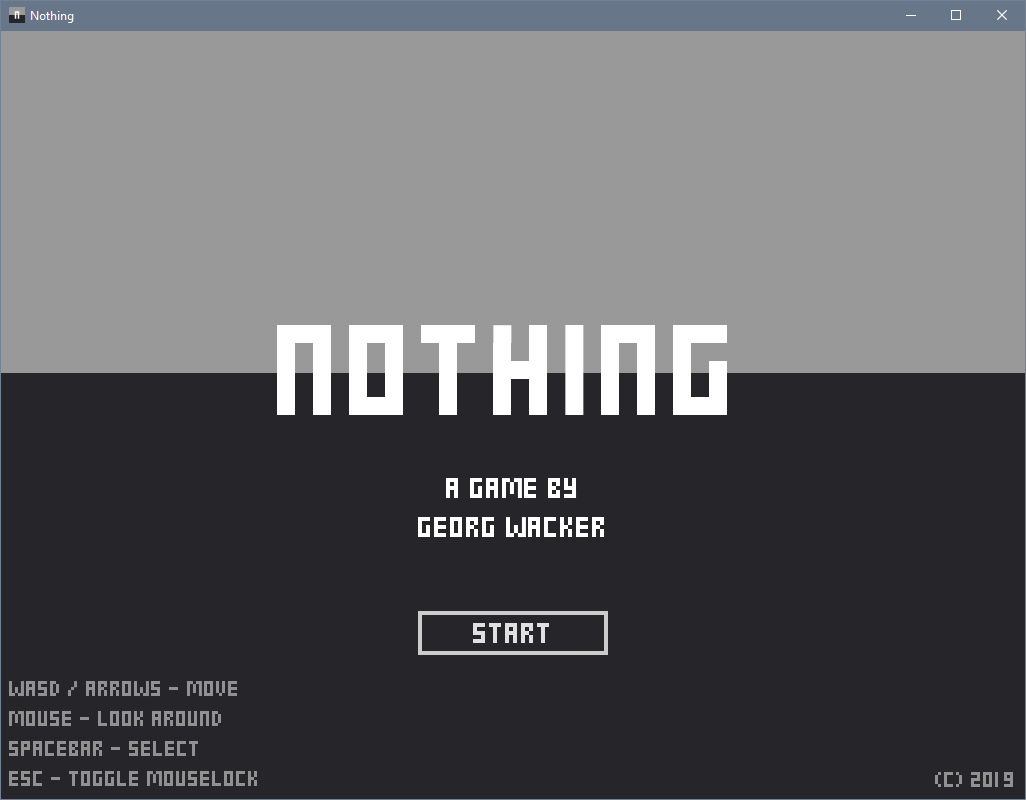 Nothing
NOTHING
A GAME BY
GEORG WACKER
START
WASD / ARROWS - MOVE
MOUSE - LOOK AROUND
SPACEBAR - SELECT
ESC - TOGGLE MOUSELOCK
(C) 2019